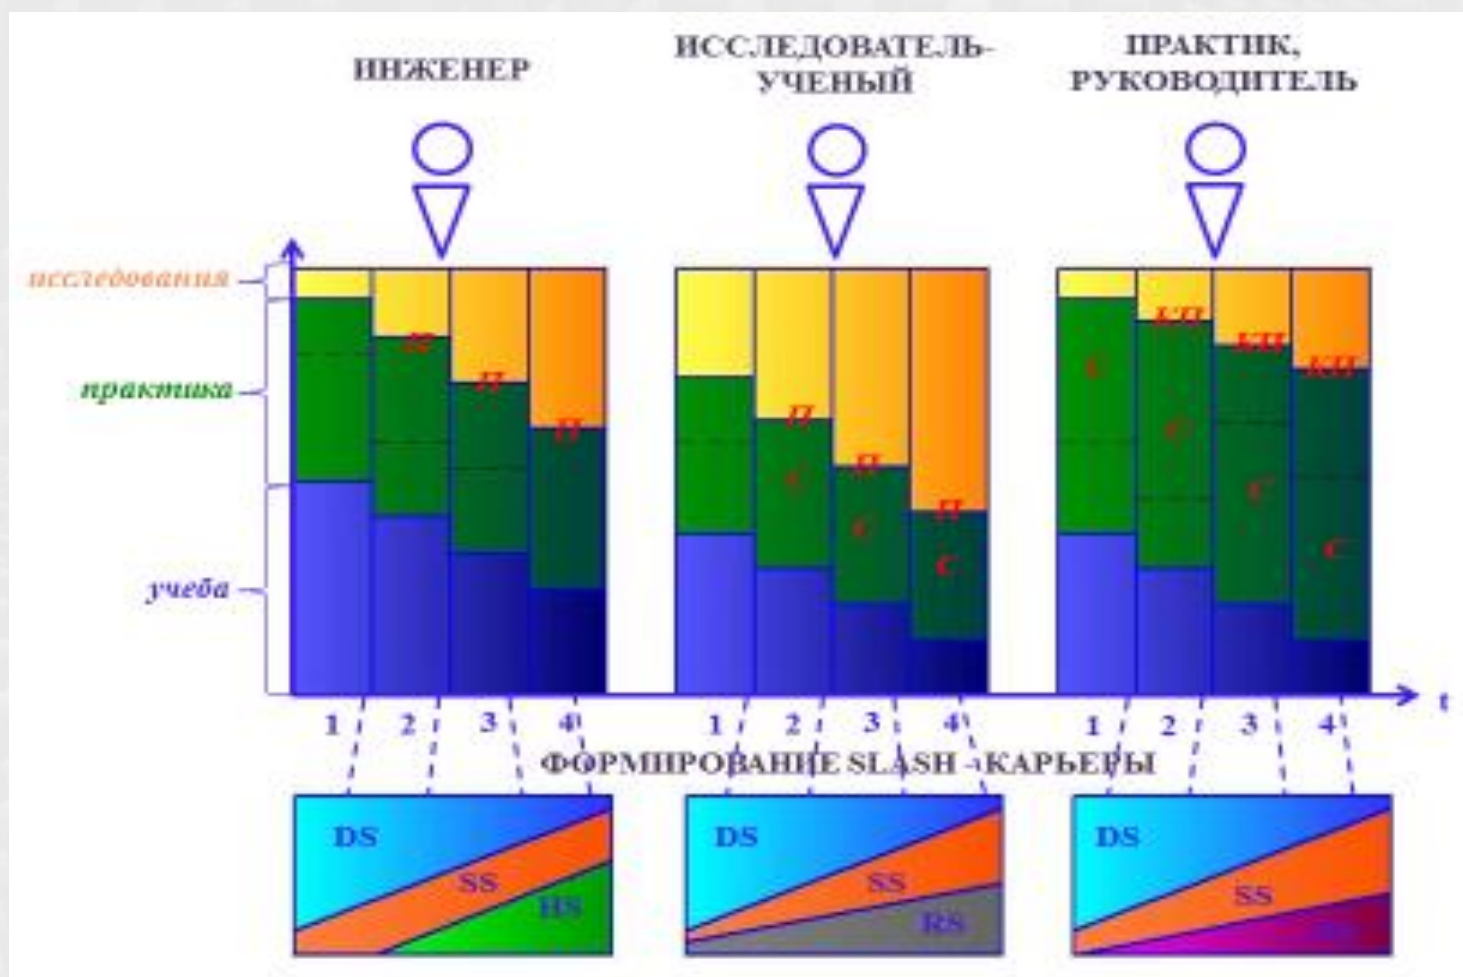 ИНЖЕНЕР
ИССЛЕДОВАТЕЛЬ-
УЧЕНЫЙ
ПРАКТИК,
РУКОВОДИТЕЛЬ
исследования
практика
учеба
П П П
П П П
С С С
КП КП КП
С С С С
t
1 2 3 4
1 2 3 4
1 2 3 4
ФОРМИРОВАНИЕ SLASH - КАРЬЕРЫ
DS SS HS
DS SS RS
DS SS